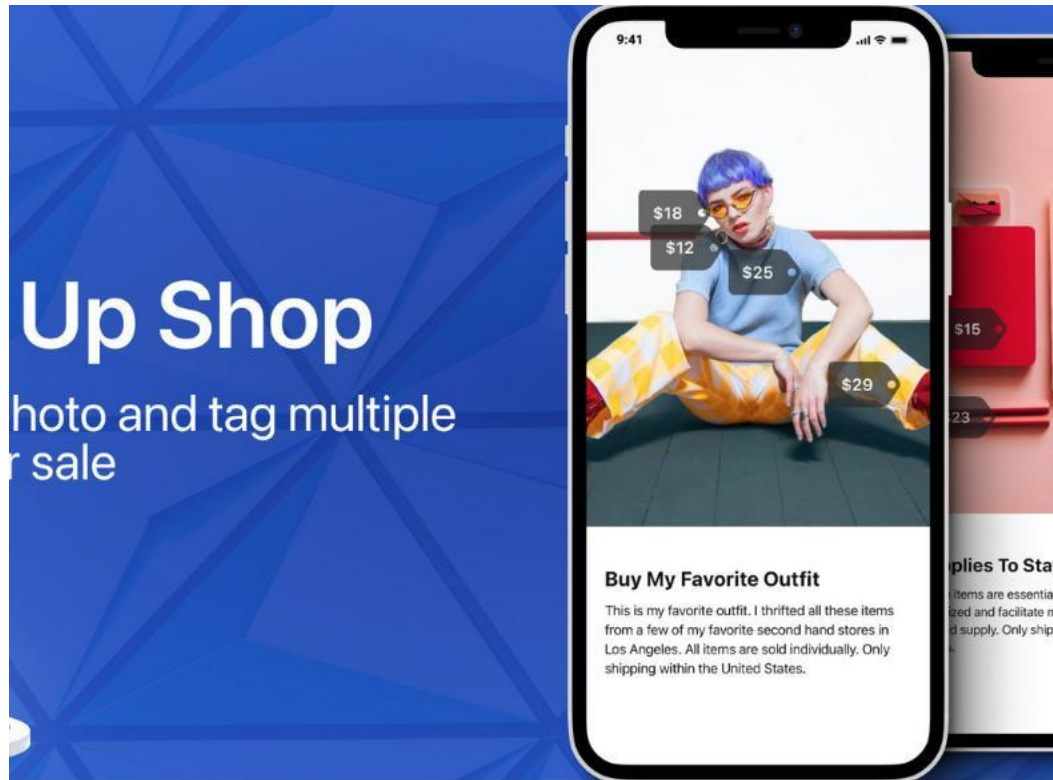 Up Shop
hoto and tag multiple
r sale
9:41
$18
$12
$25
$29
Buy My Favorite Outfit
This is my favorite outfit. I thrifted all these items
from a few of my favorite second hand stores in
Los Angeles. All items are sold individually. Only
shipping within the United States.
$15
23
plies To Sta
items are essentia
ized and facilitate
d supply. Only ship